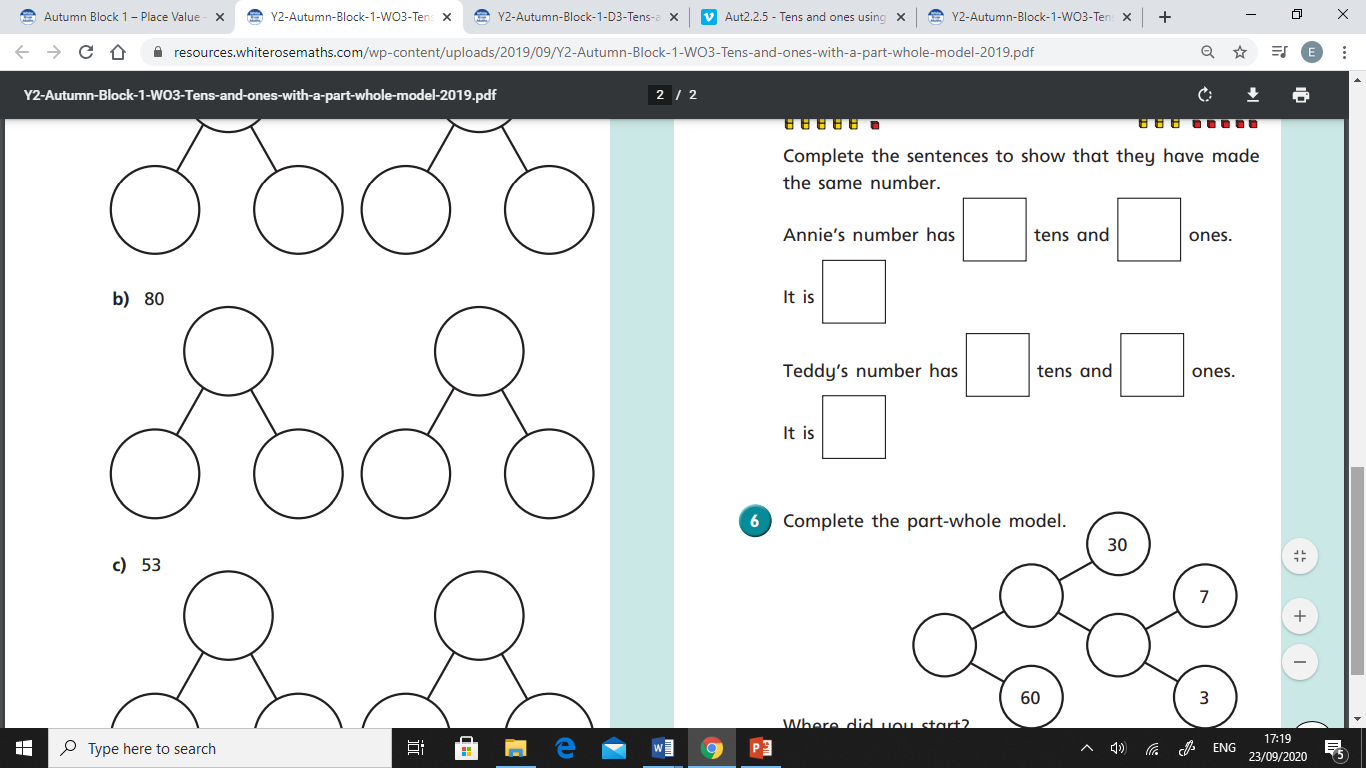 Autumn Block 1 – Place Value
Y2-Autumn-Block-1-WO3-Tens
Y2-Autumn-Block-1-D3-Tens-a
Aut2.2.5 - Tens and ones using
Y2-Autumn-Block-1-WO3-Tens
resources.whiterosemaths.com/wp-content/uploads/2019/09/Y2-Autumn-Block-1-WO3-Tens-and-ones-with-a-part-whole-model-2019.pdf
E
Y2-Autumn-Block-1-WO3-Tens-and-ones-with-a-part-whole-model-2019.pdf
2 / 2
b) 80
c) 53
Complete the sentences to show that they have made
the same number.
Annie's number has tens and ones.
It is
Teddy's number has tens and ones.
It is
6 Complete the part-whole model.
30
7
60
3
Where did you start?
Type here to search
ENG
17:19
23/09/2020
5